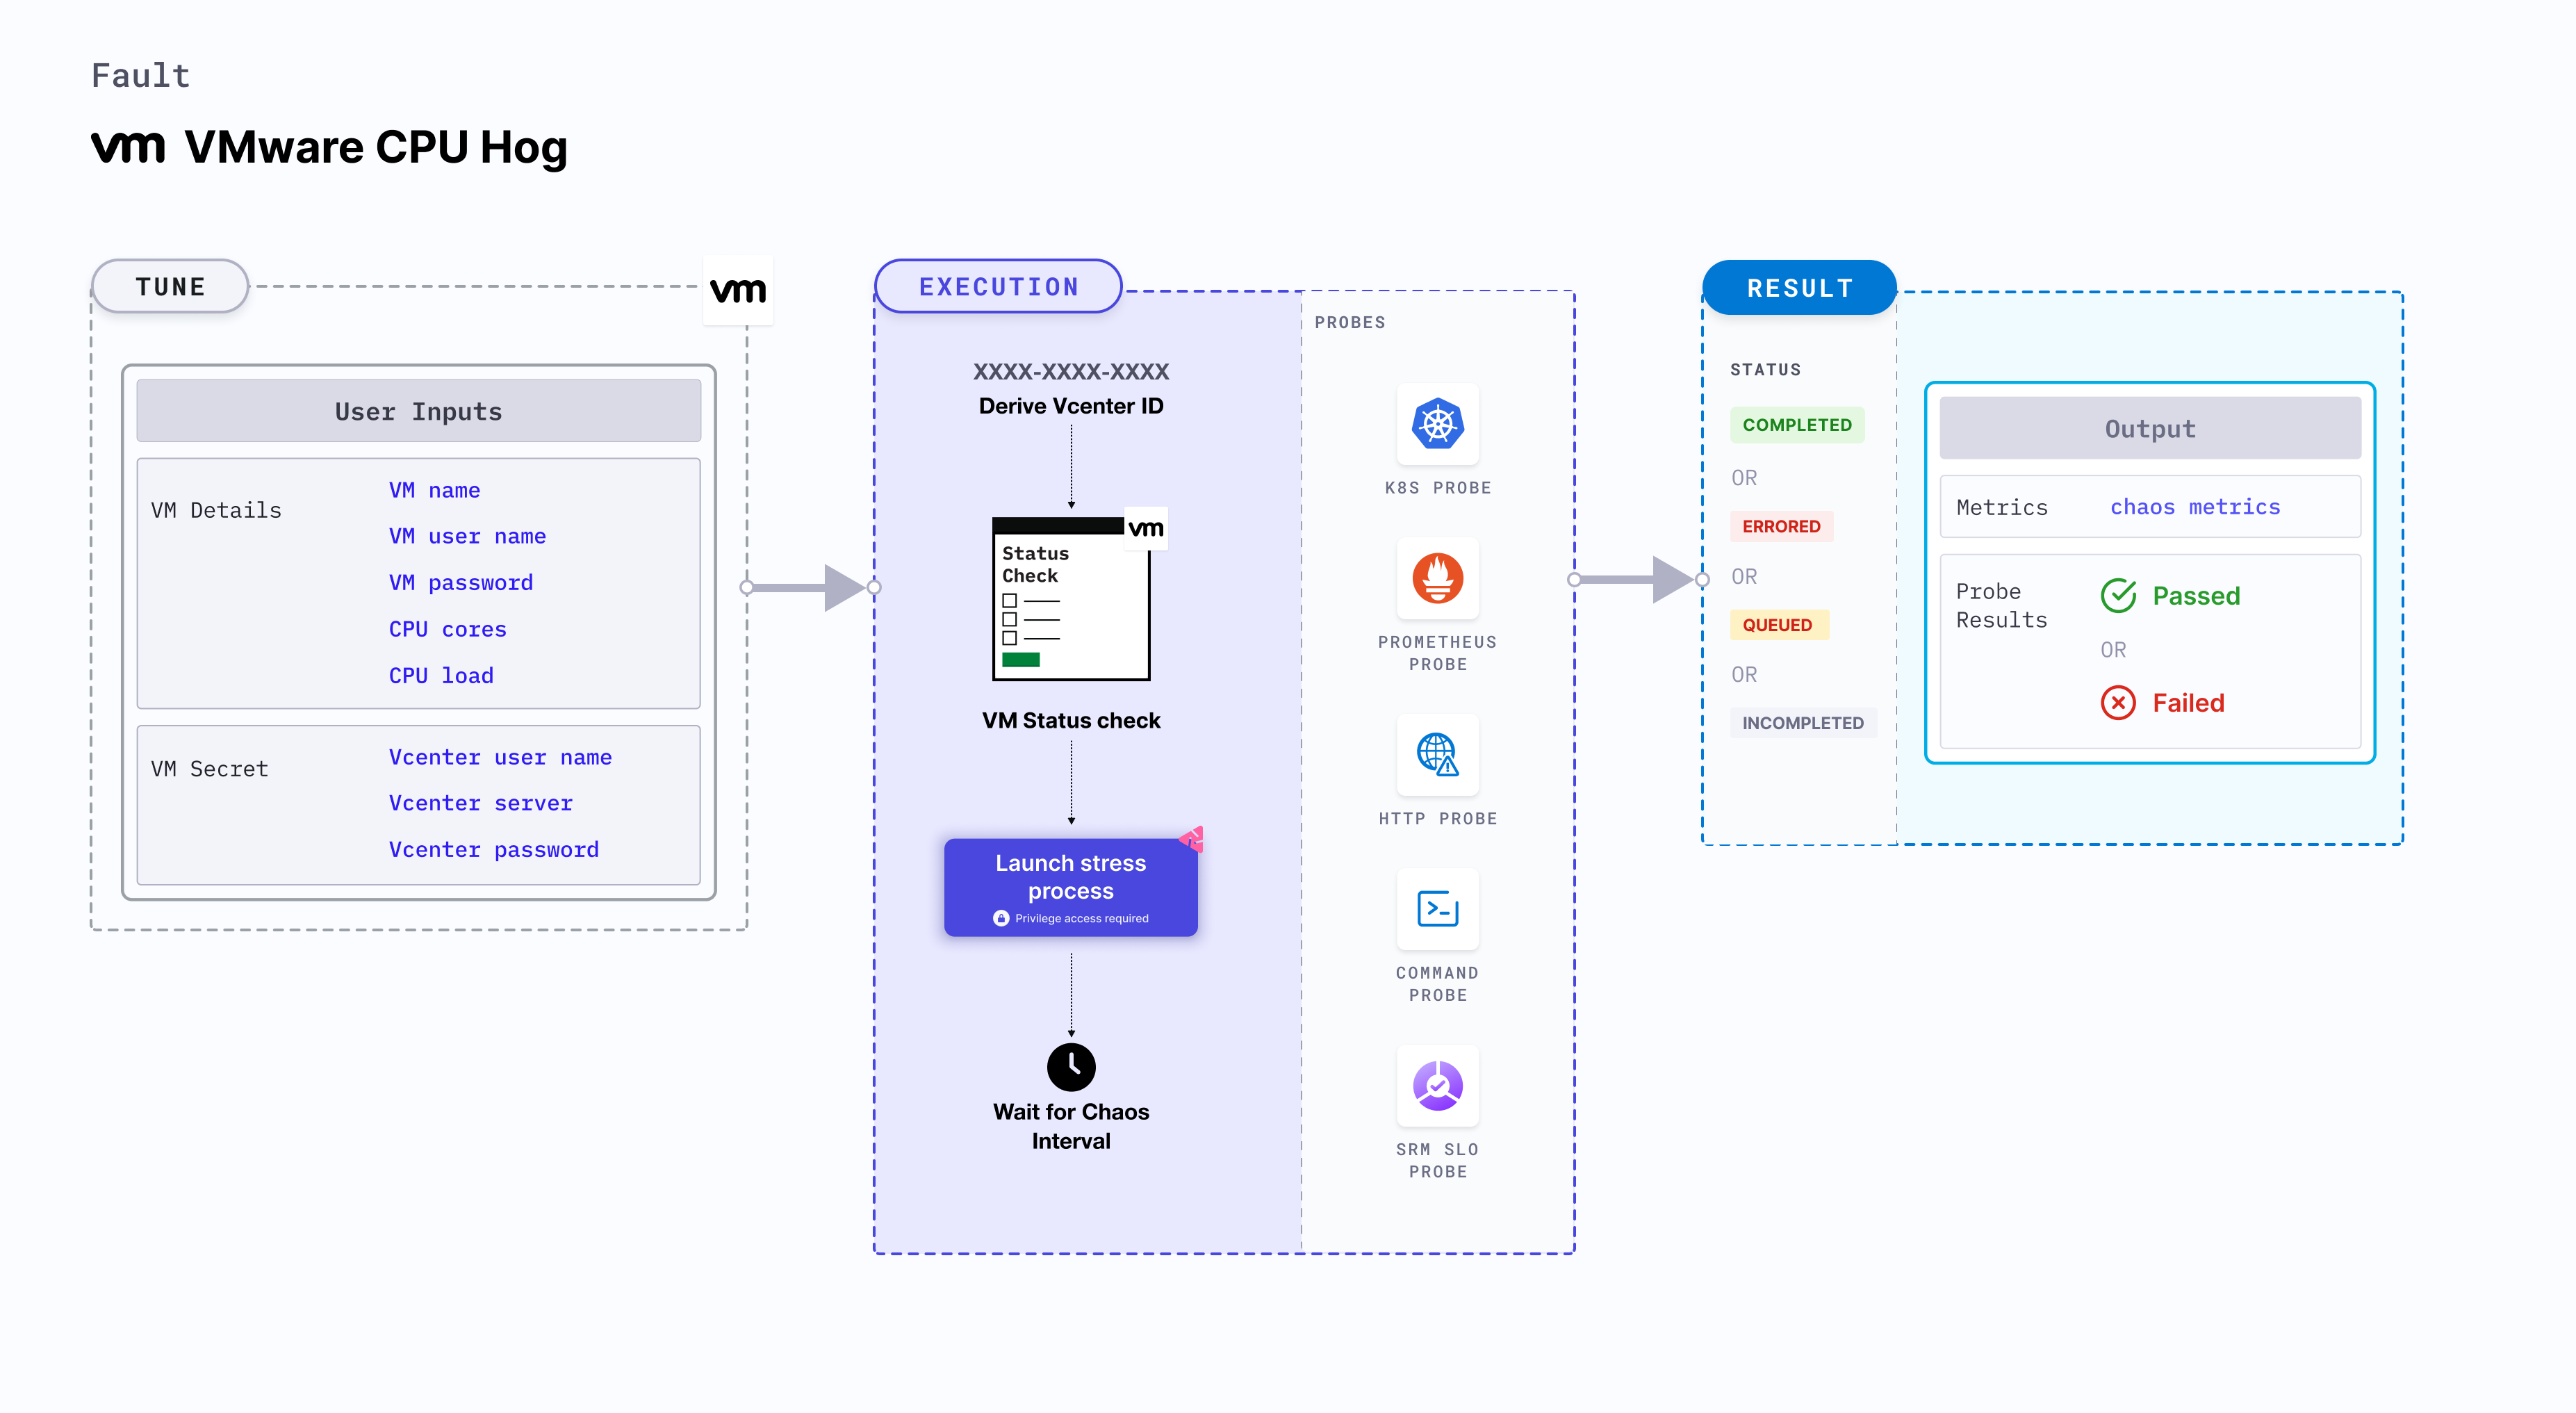 Fault
vm VMware CPU Hog
TUNE
vm
User Inputs
VM Details
VM name
VM user name
VM password
CPU cores
CPU load
VM Secret
Vcenter user name
Vcenter server
Vcenter password
EXECUTION
XXXX-XXXX-XXXX
Derive Vcenter ID
vm
Status
Check
VM Status check
Launch stress
process
Privilege access required
Wait for Chaos
Interval
PROBES
K8S PROBE
PROMETHEUS
PROBE
HTTP PROBE
COMMAND
PROBE
SRM SLO
PROBE
RESULT
STATUS
COMPLETED
OR
ERRORED
OR
QUEUED
OR
INCOMPLETED
Output
Metrics
chaos metrics
Probe
Results
Passed
OR
Failed